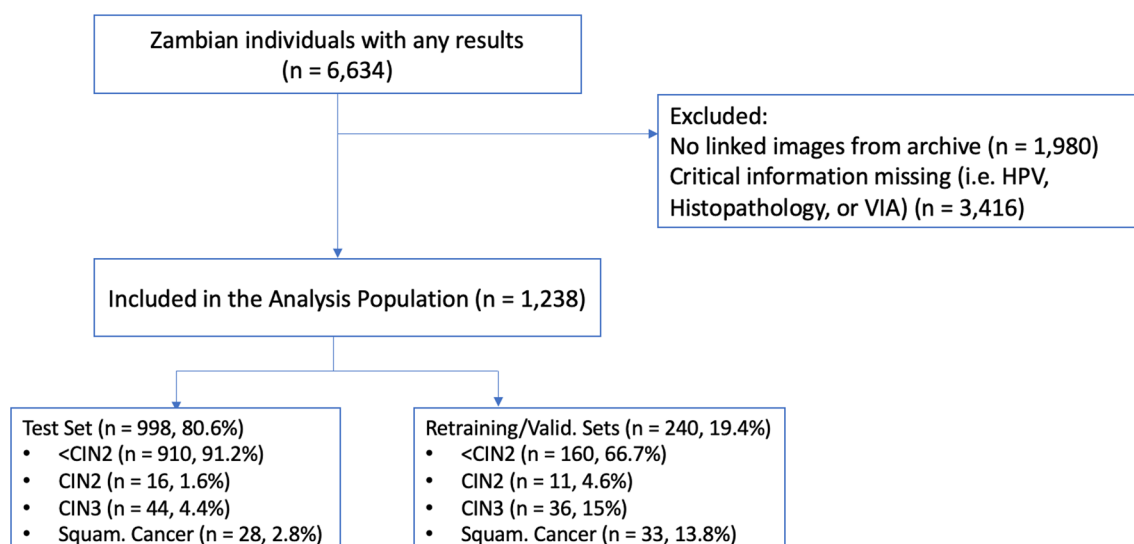 Zambian individuals with any results
(n = 6,634)
Excluded:
No linked images from archive (n = 1,980)
Critical information missing (i.e. HPV,
Histopathology, or VIA) (n = 3,416)
Included in the Analysis Population (n = 1,238)
Test Set (n = 998, 80.6%)
• <CIN2 (n = 910, 91.2%)
• CIN2 (n = 16, 1.6%)
• CIN3 (n = 44, 4.4%)
• Squam. Cancer (n = 28, 2.8%)
Retraining/Valid. Sets (n = 240, 19.4%)
• <CIN2 (n = 160, 66.7%)
• CIN2 (n = 11, 4.6%)
• CIN3 (n = 36, 15%)
• Squam. Cancer (n = 33, 13.8%)